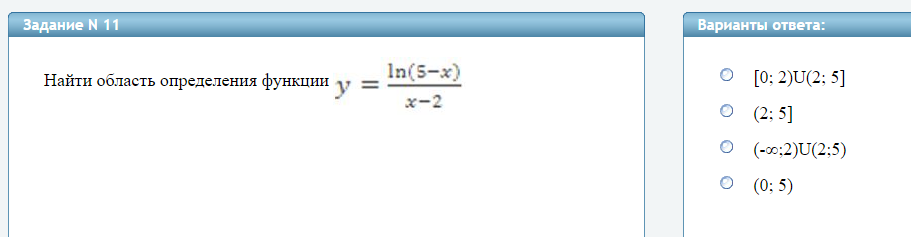 Задание N 11
Найти область определения функции y = ln(5-x)/x-2
Варианты ответа:
[0; 2)U(2; 5]
(2; 5]
(-∞;2)U(2;5)
(0; 5)